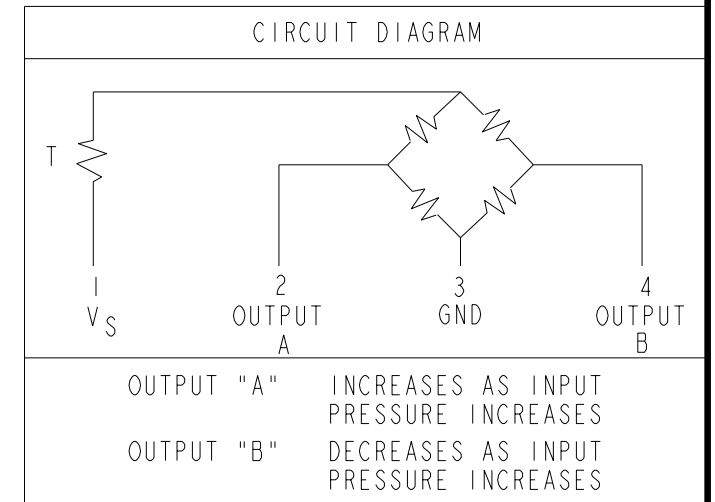 CIRCUIT DIAGRAM
T
1 2 3 4
VS OUTPUT GND OUTPUT
A B
OUTPUT "A" INCREASES AS INPUT
PRESSURE INCREASES
OUTPUT "B" DECREASES AS INPUT
PRESSURE INCREASES